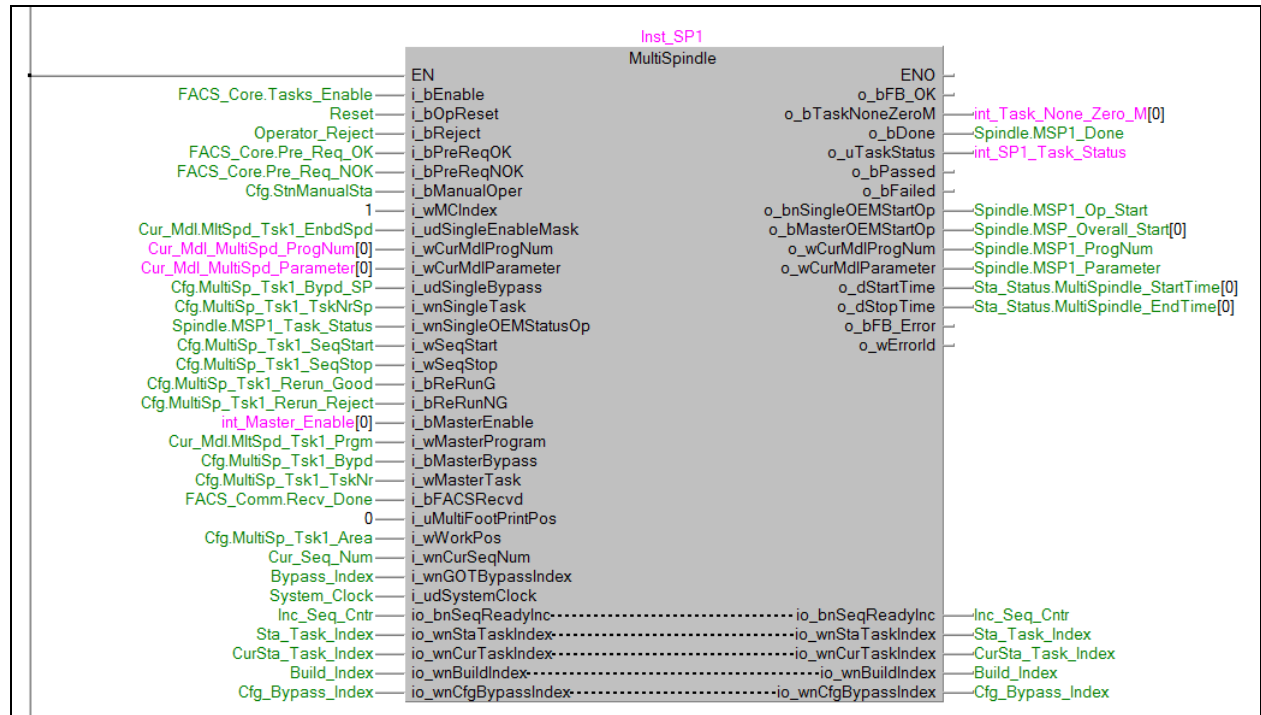 Inst_SP1
MultiSpindle
EN ENO
FACS_Core.Tasks_Enable i_bEnable o_bFB_OK
Reset i_bOpReset o_bTaskNoneZeroM int_Task_None_Zero_M[0]
Operator_Reject i_bReject o_bDone Spindle.MSP1_Done
FACS_Core.Pre_Req_OK i_bPreReqOK o_uTaskStatus int_SP1_Task_Status
FACS_Core.Pre_Req_NOK i_bPreReqNOK o_bPassed
Cfg.StnManualSta i_bManualOper o_bFailed
1 i_wMCIndex o_bnSingleOEMStartOp Spindle.MSP1_Op_Start
Cur_Mdl.MltSpd_Tsk1_EnbdSpd i_udSingleEnableMask o_bMasterOEMStartOp Spindle.MSP_Overall_Start[0]
Cur_Mdl_MultiSpd_ProgNum[0] i_wCurMdlProgNum o_wCurMdlProgNum Spindle.MSP1_ProgNum
Cur_Mdl_MultiSpd_Parameter[0] i_wCurMdlParameter o_wCurMdlParameter Spindle.MSP1_Parameter
Cfg.MultiSp_Tsk1_Bypd_SP i_udSingleBypass o_dStartTime Sta_Status.MultiSpindle_StartTime[0]
Cfg.MultiSp_Tsk1_TskNrSp i_wnSingleTask o_dStopTime Sta_Status.MultiSpindle_EndTime[0]
Spindle.MSP1_Task_Status i_wnSingleOEMStatusOp o_bFB_Error
Cfg.MultiSp_Tsk1_SeqStart i_wSeqStart o_wErrorId
Cfg.MultiSp_Tsk1_SeqStop i_wSeqStop
Cfg.MultiSp_Tsk1_Rerun_Good i_bReRunG
Cfg.MultiSp_Tsk1_Rerun_Reject i_bReRunNG
int_Master_Enable[0] i_bMasterEnable
Cur_Mdl.MltSpd_Tsk1_Prgm i_wMasterProgram
Cfg.MultiSp_Tsk1_Bypd i_bMasterBypass
Cfg.MultiSp_Tsk1_TskNr i_wMasterTask
FACS_Comm.Recv_Done i_bFACSRecvd
0 i_uMultiFootPrintPos
Cfg.MultiSp_Tsk1_Area i_wWorkPos
Cur_Seq_Num i_wnCurSeqNum
Bypass_Index i_wnGOTBypassIndex
System_Clock i_udSystemClock
Inc_Seq_Cntr io_bnSeqReadyInc io_bnSeqReadyInc Inc_Seq_Cntr
Sta_Task_Index io_wnStaTaskIndex io_wnStaTaskIndex Sta_Task_Index
CurSta_Task_Index io_wnCurTaskIndex io_wnCurTaskIndex CurSta_Task_Index
Build_Index io_wnBuildIndex io_wnBuildIndex Build_Index
Cfg_Bypass_Index io_wnCfgBypassIndex io_wnCfgBypassIndex Cfg_Bypass_Index